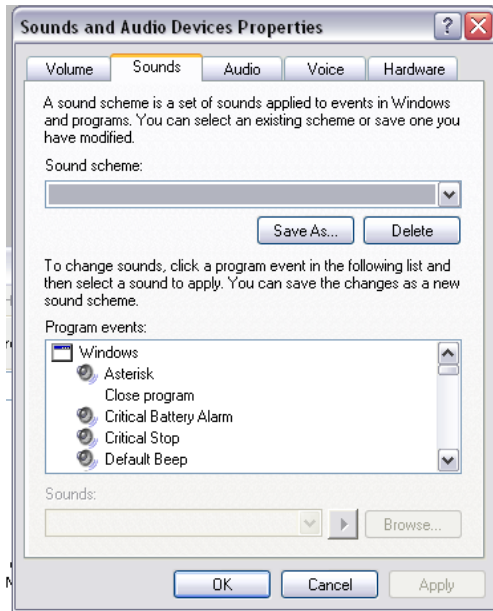 Sounds and Audio Devices Properties
?
Volume
Sounds
Audio
Voice
Hardware
A sound scheme is a set of sounds applied to events in Windows
and programs. You can select an existing scheme or save one you
have modified.
Sound scheme:
Save As...
Delete
To change sounds, click a program event in the following list and
then select a sound to apply. You can save the changes as a new
sound scheme.
Program events:
Windows
Asterisk
Close program
Critical Battery Alarm
Critical Stop
Default Beep
Sounds:
Browse...
OK
Cancel
Apply